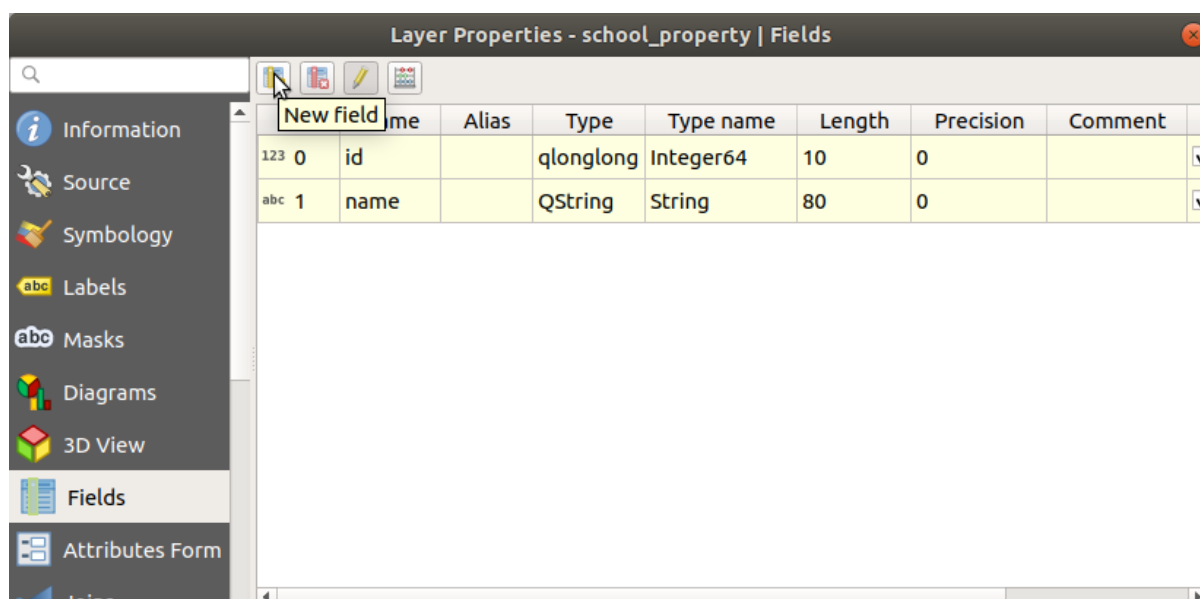 Layer Properties - school_property | Fields
New field
me Alias Type Type name Length Precision Comment
123 0 id qlonglong Integer64 10 0
abc 1 name QString String 80 0
Information
Source
Symbology
abc Labels
abc Masks
Diagrams
3D View
Fields
Attributes Form